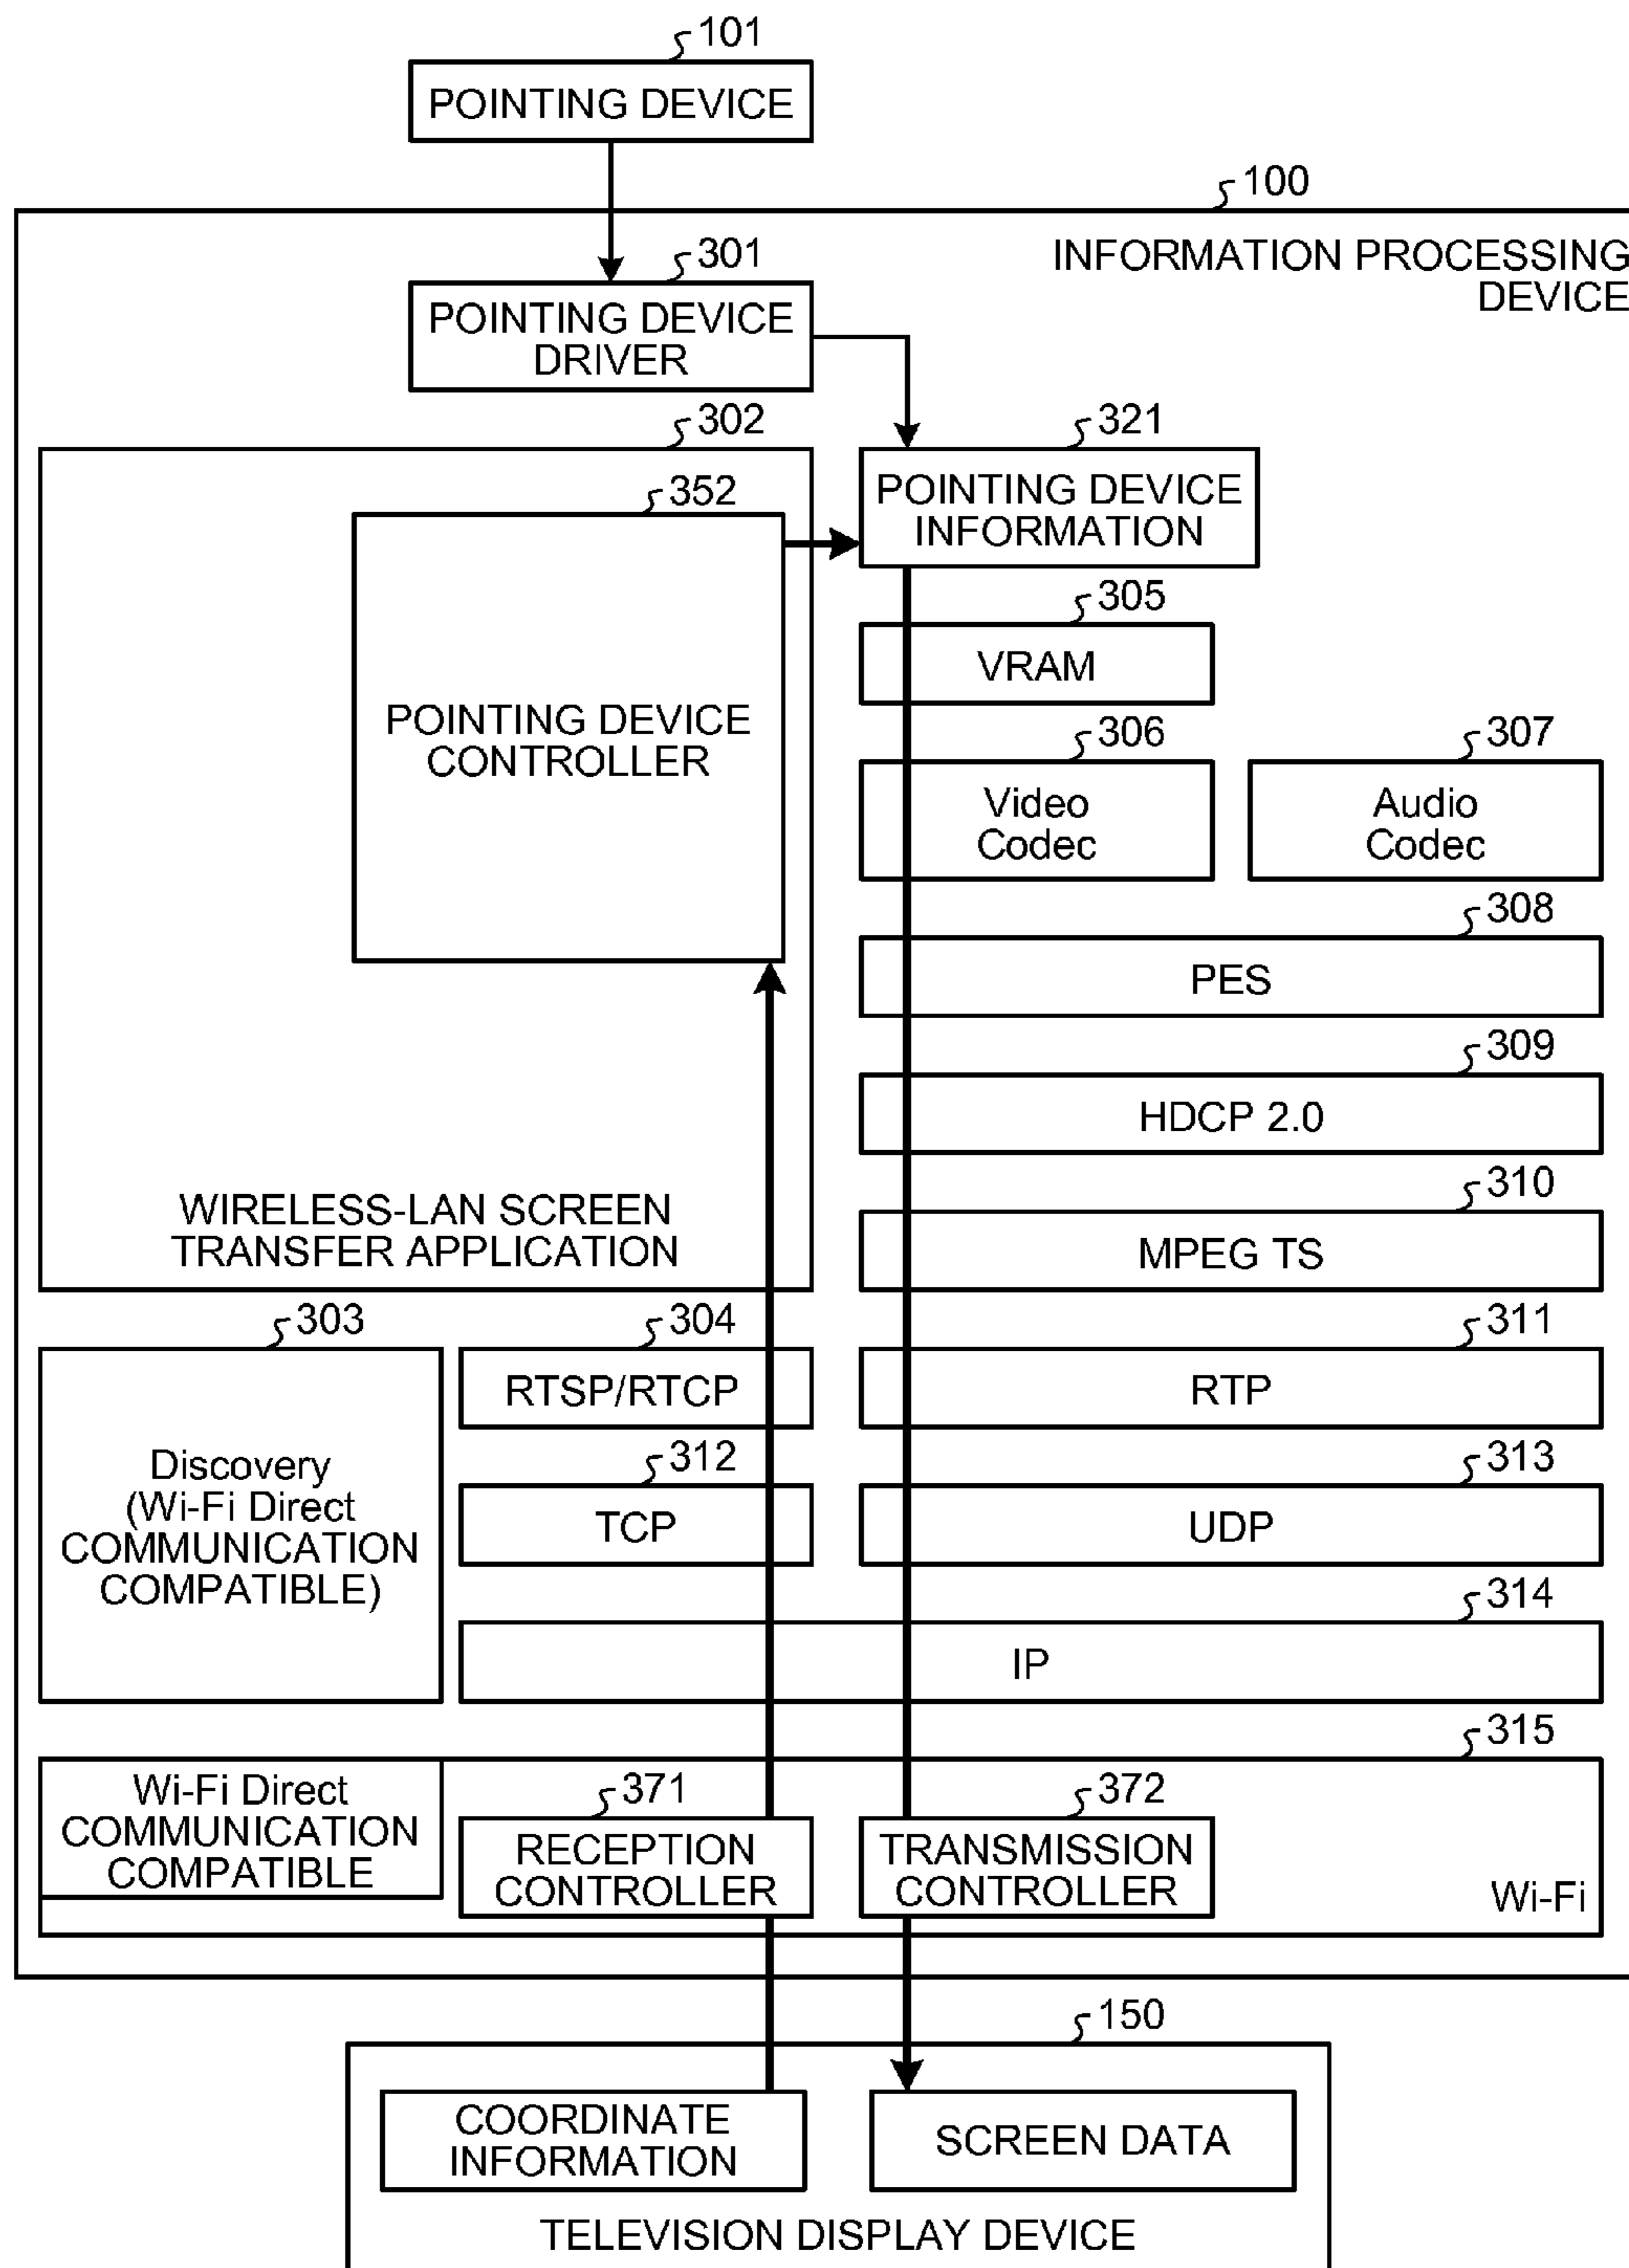 101
POINTING DEVICE
100
INFORMATION PROCESSING
DEVICE
301
POINTING DEVICE
DRIVER
302
321
POINTING DEVICE
INFORMATION
352
POINTING DEVICE
CONTROLLER
305
VRAM
306
Video
Codec
307
Audio
Codec
308
PES
309
HDCP 2.0
310
MPEG TS
WIRELESS-LAN SCREEN
TRANSFER APPLICATION
303
Discovery
(Wi-Fi Direct
COMMUNICATION
COMPATIBLE)
304
RTSP/RTCP
311
RTP
312
TCP
313
UDP
314
IP
315
Wi-Fi Direct
COMMUNICATION
COMPATIBLE
371
RECEPTION
CONTROLLER
372
TRANSMISSION
CONTROLLER
Wi-Fi
150
COORDINATE
INFORMATION
SCREEN DATA
TELEVISION DISPLAY DEVICE